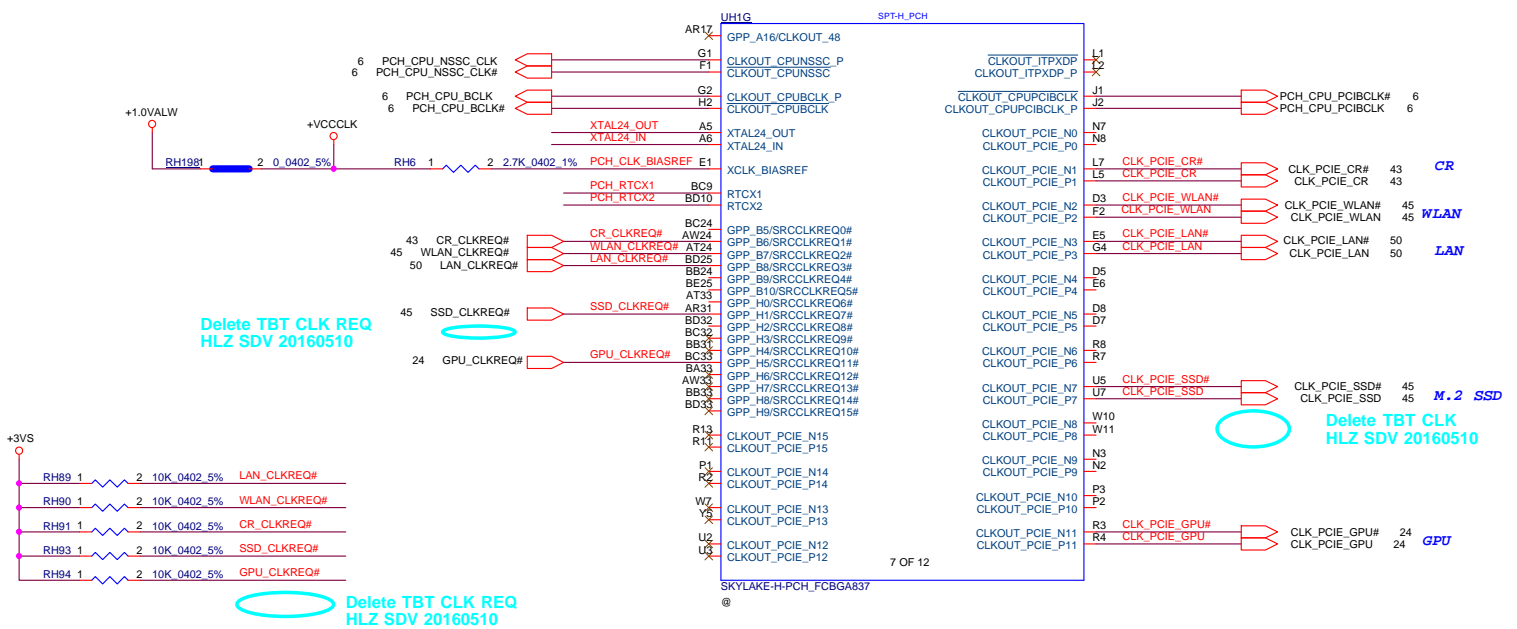 UH1G
SPT-H_PCH
AR17
GPP_A16/CLKOUT_48
6 PCH_CPU_NSSC_CLK
G1
CLKOUT_CPUNSSC_P
6 PCH_CPU_NSSC_CLK#
F1
CLKOUT_CPUNSSC
6 PCH_CPU_BCLK
G2
CLKOUT_CPUBCLK_P
6 PCH_CPU_BCLK#
H2
CLKOUT_CPUBCLK
XTAL24_OUT
A5
XTAL24_OUT
XTAL24_IN
A6
XTAL24_IN
+1.0VALW
+VCCCLK
RH198 1
2 0_0402_5%
RH6 1
2 2.7K_0402_1%
PCH_CLK_BIASREF
E1
XCLK_BIASREF
PCH_RTCX1
BC9
RTCX1
PCH_RTCX2
BD10
RTCX2
BC24
GPP_B5/SRCCLKREQ0#
43 CR_CLKREQ#
CR_CLKREQ#
AW24
GPP_B6/SRCCLKREQ1#
45 WLAN_CLKREQ#
WLAN_CLKREQ#
AT24
GPP_B7/SRCCLKREQ2#
50 LAN_CLKREQ#
LAN_CLKREQ#
BD25
GPP_B8/SRCCLKREQ3#
BB24
GPP_B9/SRCCLKREQ4#
BE25
GPP_B10/SRCCLKREQ5#
AT33
GPP_H0/SRCCLKREQ6#
45 SSD_CLKREQ#
SSD_CLKREQ#
AR31
GPP_H1/SRCCLKREQ7#
BD32
GPP_H2/SRCCLKREQ8#
BC32
GPP_H3/SRCCLKREQ9#
BB31
GPP_H4/SRCCLKREQ10#
24 GPU_CLKREQ#
GPU_CLKREQ#
BC33
GPP_H5/SRCCLKREQ11#
BA33
GPP_H6/SRCCLKREQ12#
AW33
GPP_H7/SRCCLKREQ13#
BB33
GPP_H8/SRCCLKREQ14#
BD33
GPP_H9/SRCCLKREQ15#
Delete TBT CLK REQ
HLZ SDV 20160510
R13
CLKOUT_PCIE_N15
R11
CLKOUT_PCIE_P15
P1
CLKOUT_PCIE_N14
R2
CLKOUT_PCIE_P14
W7
CLKOUT_PCIE_N13
Y5
CLKOUT_PCIE_P13
U2
CLKOUT_PCIE_N12
U3
CLKOUT_PCIE_P12
CLKOUT_ITPXDP
L1
CLKOUT_ITPXDP_P
L2
CLKOUT_CPUPCIBCLK
J1
PCH_CPU_PCIBCLK# 6
CLKOUT_CPUPCIBCLK_P
J2
PCH_CPU_PCIBCLK 6
CLKOUT_PCIE_N0
N7
CLKOUT_PCIE_P0
N8
CLKOUT_PCIE_N1
L7
CLK_PCIE_CR#
CLK_PCIE_CR# 43
CR
CLKOUT_PCIE_P1
L5
CLK_PCIE_CR
CLK_PCIE_CR 43
CLKOUT_PCIE_N2
D3
CLK_PCIE_WLAN#
CLK_PCIE_WLAN# 45
WLAN
CLKOUT_PCIE_P2
F2
CLK_PCIE_WLAN
CLK_PCIE_WLAN 45
CLKOUT_PCIE_N3
E5
CLK_PCIE_LAN#
CLK_PCIE_LAN# 50
LAN
CLKOUT_PCIE_P3
G4
CLK_PCIE_LAN
CLK_PCIE_LAN 50
CLKOUT_PCIE_N4
D5
CLKOUT_PCIE_P4
E6
CLKOUT_PCIE_N5
D8
CLKOUT_PCIE_P5
D7
CLKOUT_PCIE_N6
R8
CLKOUT_PCIE_P6
R7
CLKOUT_PCIE_N7
U5
CLK_PCIE_SSD#
CLK_PCIE_SSD# 45
M.2 SSD
CLKOUT_PCIE_P7
U7
CLK_PCIE_SSD
CLK_PCIE_SSD 45
CLKOUT_PCIE_N8
W10
CLKOUT_PCIE_P8
W11
Delete TBT CLK
HLZ SDV 20160510
CLKOUT_PCIE_N9
N3
CLKOUT_PCIE_P9
N2
CLKOUT_PCIE_N10
P3
CLKOUT_PCIE_P10
P2
CLKOUT_PCIE_N11
R3
CLK_PCIE_GPU#
CLK_PCIE_GPU# 24
GPU
CLKOUT_PCIE_P11
R4
CLK_PCIE_GPU
CLK_PCIE_GPU 24
7 OF 12
SKYLAKE-H-PCH_FCBGA837
@
+3VS
RH89 1 2 10K_0402_5% LAN_CLKREQ#
RH90 1 2 10K_0402_5% WLAN_CLKREQ#
RH91 1 2 10K_0402_5% CR_CLKREQ#
RH93 1 2 10K_0402_5% SSD_CLKREQ#
RH94 1 2 10K_0402_5% GPU_CLKREQ#
Delete TBT CLK REQ
HLZ SDV 20160510